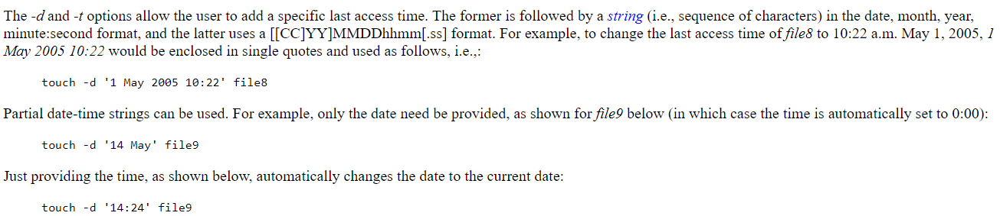 The -d and -t options allow the user to add a specific last access time. The former is followed by a string (i.e., sequence of characters) in the date, month, year,
minute:second format, and the latter uses a [[CC]YY]MMDDhhmm[.ss] format. For example, to change the last access time of file8 to 10:22 a.m. May 1, 2005, 1
May 2005 10:22 would be enclosed in single quotes and used as follows, i.e.,:
touch -d '1 May 2005 10:22' file8
Partial date-time strings can be used. For example, only the date need be provided, as shown for file9 below (in which case the time is automatically set to 0:00):
touch -d '14 May' file9
Just providing the time, as shown below, automatically changes the date to the current date:
touch -d '14:24' file9